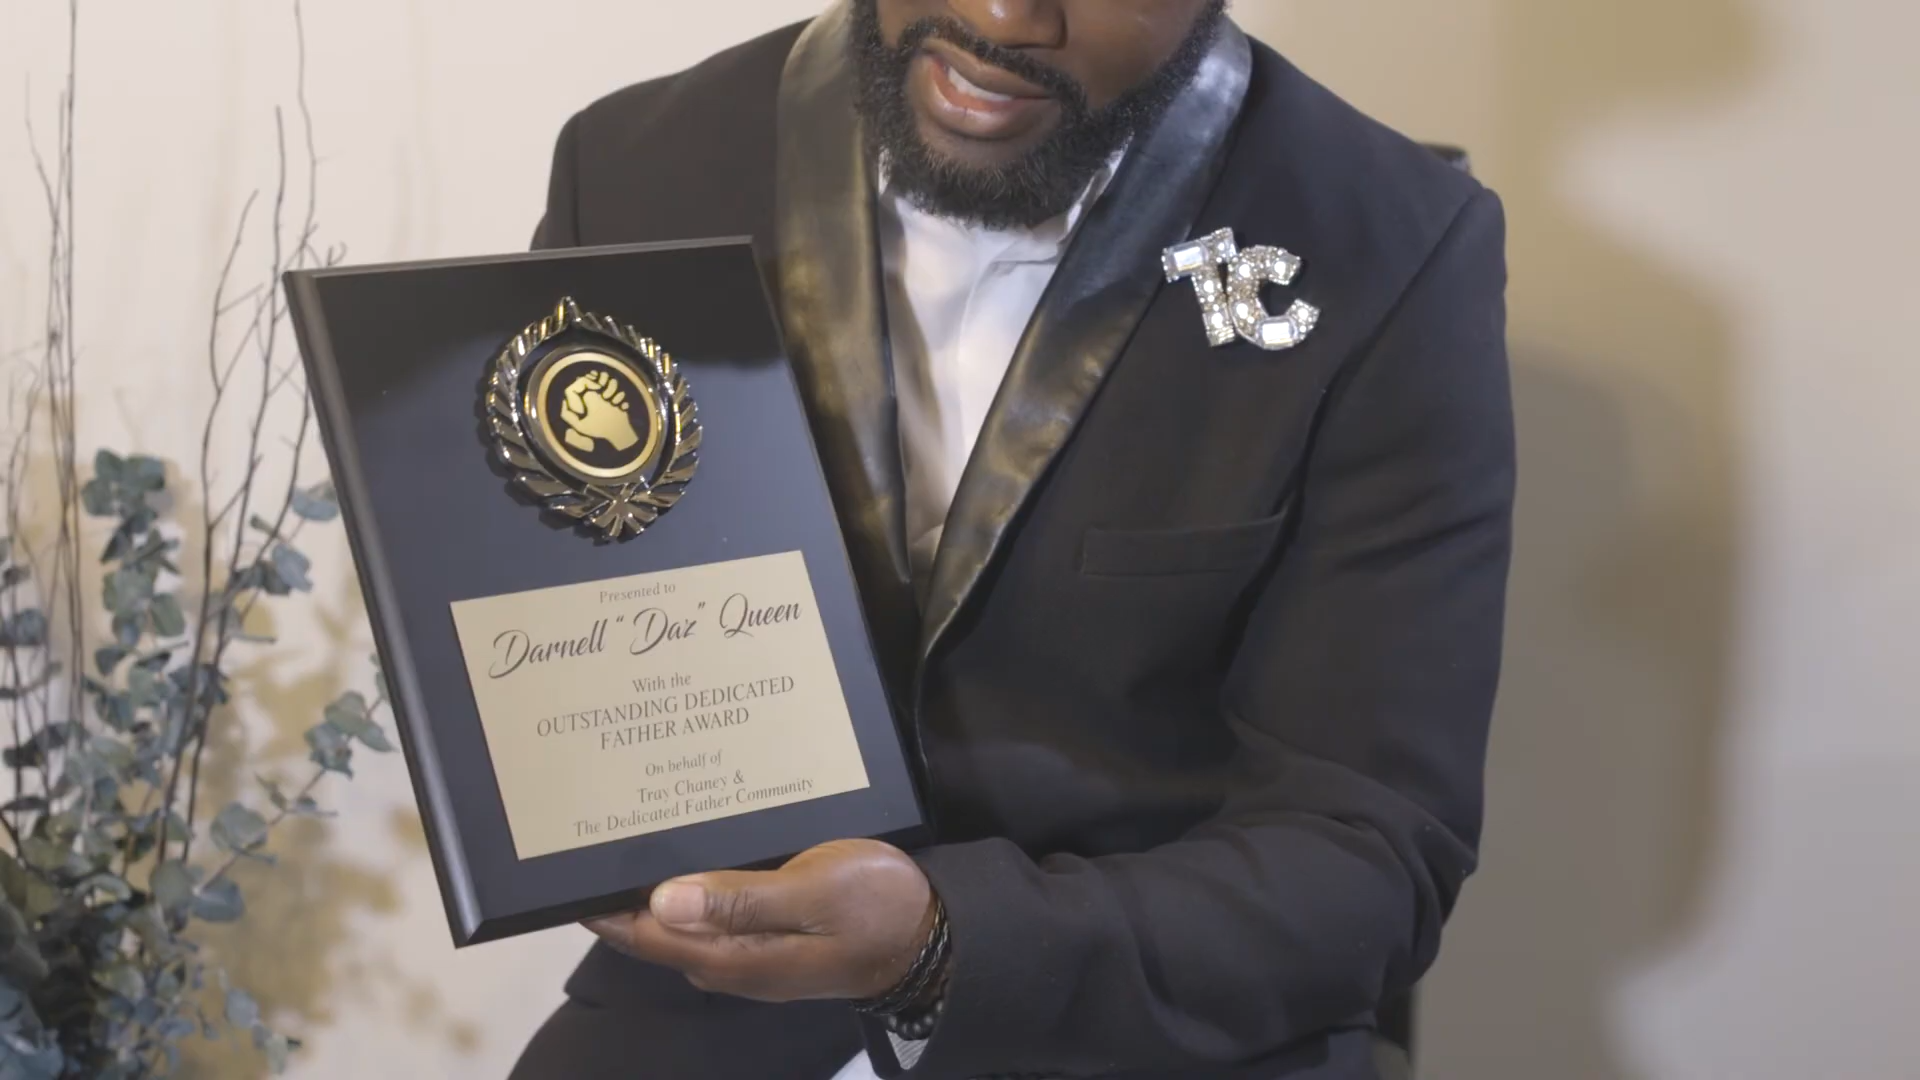 TC
Presented to
Darnell "Daz" Queen
With the
OUTSTANDING DEDICATED
FATHER AWARD
On behalf of
Tray Chaney &
The Dedicated Father Community